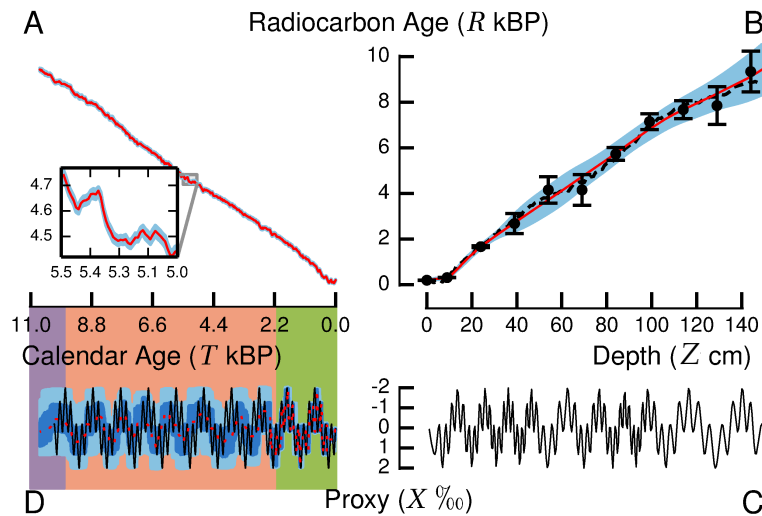 A
Radiocarbon Age (R kBP)
B
10
8
6
4
2
0
4.7
4.6
4.5
5.5 5.4 5.3 5.2 5.1 5.0
11.0 8.8 6.6 4.4 2.2 0.0
0 20 40 60 80 100 120 140
Calendar Age (T kBP)
Depth (Z cm)
-2
-1
0
1
2
D
Proxy (X ‰)
C